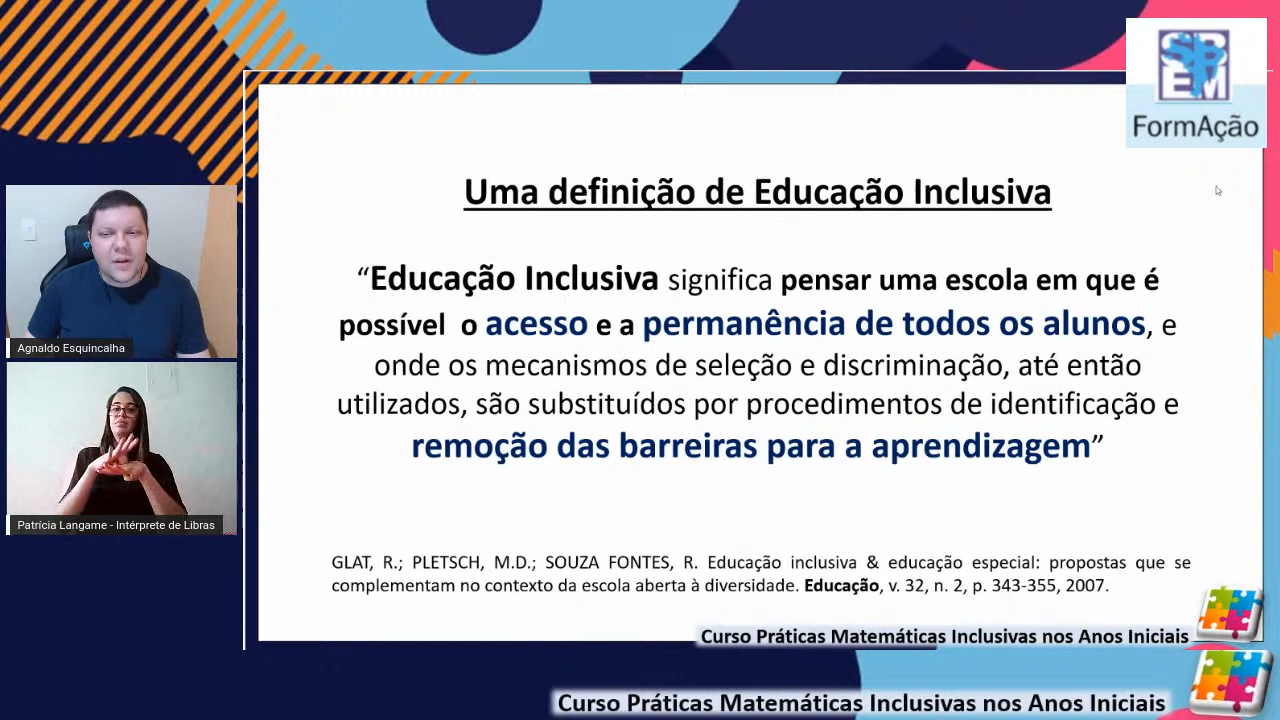 SBEM
FormAção
Uma definição de Educação Inclusiva
“Educação Inclusiva significa pensar uma escola em que é
possível o acesso e a permanência de todos os alunos, e
onde os mecanismos de seleção e discriminação, até então
utilizados, são substituídos por procedimentos de identificação e
remoção das barreiras para a aprendizagem”
Agnaldo Esquincalha
Patrícia Langame - Intérprete de Libras
GLAT, R.; PLETSCH, M.D.; SOUZA FONTES, R. Educação inclusiva & educação especial: propostas que se
complementam no contexto da escola aberta à diversidade. Educação, v. 32, n. 2, p. 343-355, 2007.
Curso Práticas Matemáticas Inclusivas nos Anos Iniciais
Curso Práticas Matemáticas Inclusivas nos Anos Iniciais